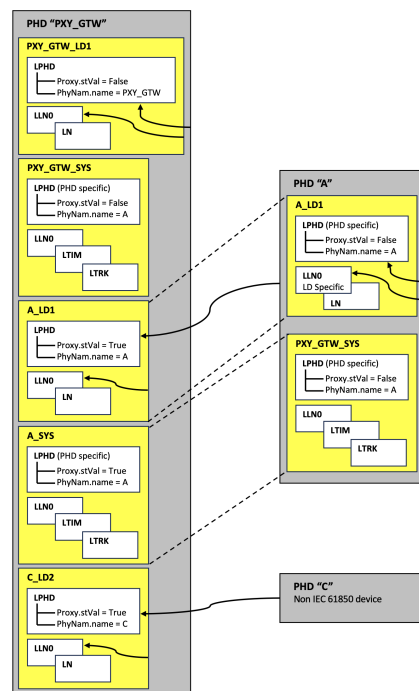 PHD “PXY_GTW”
PXY_GTW_LD1
LPHD
Proxy.stVal = False
PhyNam.name = PXY_GTW
LLN0
LN
PXY_GTW_SYS
LPHD (PHD specific)
Proxy.stVal = False
PhyNam.name = A
LLN0
LTIM
LTRK
A_LD1
LPHD
Proxy.stVal = True
PhyNam.name = A
LLN0
LN
A_SYS
LPHD (PHD specific)
Proxy.stVal = True
PhyNam.name = A
LLN0
LTIM
LTRK
C_LD2
LPHD
Proxy.stVal = True
PhyNam.name = C
LLN0
LN
PHD “A”
A_LD1
LPHD (PHD specific)
Proxy.stVal = False
PhyNam.name = A
LLN0
LD Specific
LN
PXY_GTW_SYS
LPHD (PHD specific)
Proxy.stVal = False
PhyNam.name = A
LLN0
LTIM
LTRK
PHD “C”
Non IEC 61850 device